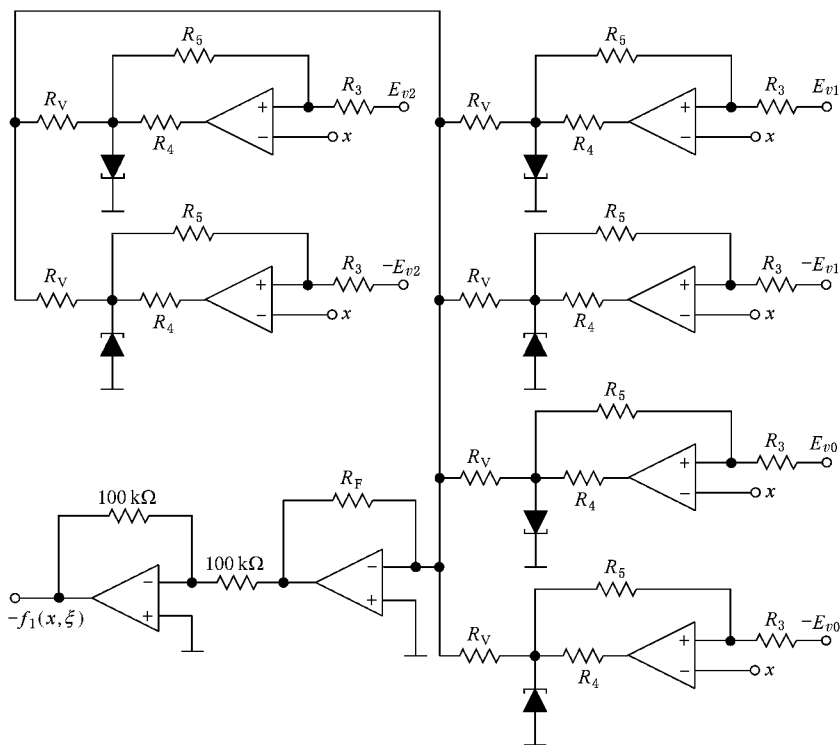 R5
R5
RV
R3
Ev2
RV
R3
Ev1
R4
x
R4
x
R5
R5
RV
R3
-Ev2
RV
R3
-Ev1
R4
x
R4
x
R5
RV
R3
Ev0
R4
x
100 kΩ
RF
100 kΩ
-f1(x,ξ)
R5
RV
R3
-Ev0
R4
x